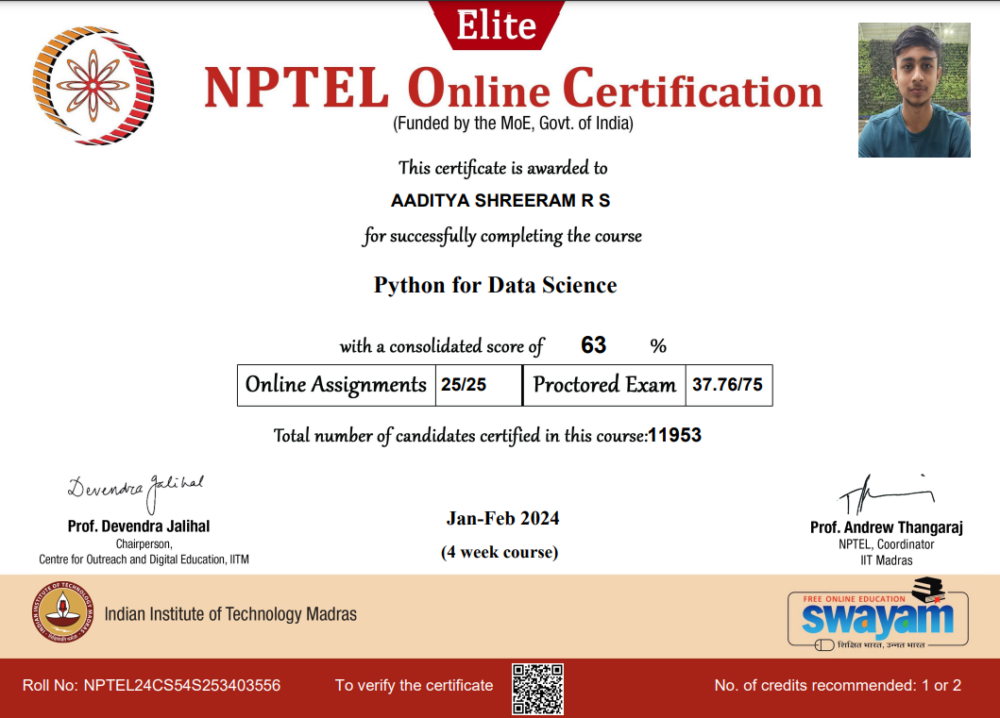 Elite
NPTEL Online Certification
(Funded by the MoE, Govt. of India)
This certificate is awarded to
AADITYA SHREERAM R S
for successfully completing the course
Python for Data Science
with a consolidated score of 63 %
Online Assignments 25/25 Proctored Exam 37.76/75
Total number of candidates certified in this course:11953
Devendra Jalihal
Prof. Devendra Jalihal
Chairperson,
Centre for Outreach and Digital Education, IITM
Jan-Feb 2024
(4 week course)
Prof. Andrew Thangaraj
NPTEL, Coordinator
IIT Madras
INDIAN INSTITUTE OF TECHNOLOGY MADRAS
Indian Institute of Technology Madras
FREE ONLINE EDUCATION
swayam
शिक्षित भारत, उन्नत भारत
Roll No: NPTEL24CS54S253403556 To verify the certificate No. of credits recommended: 1 or 2